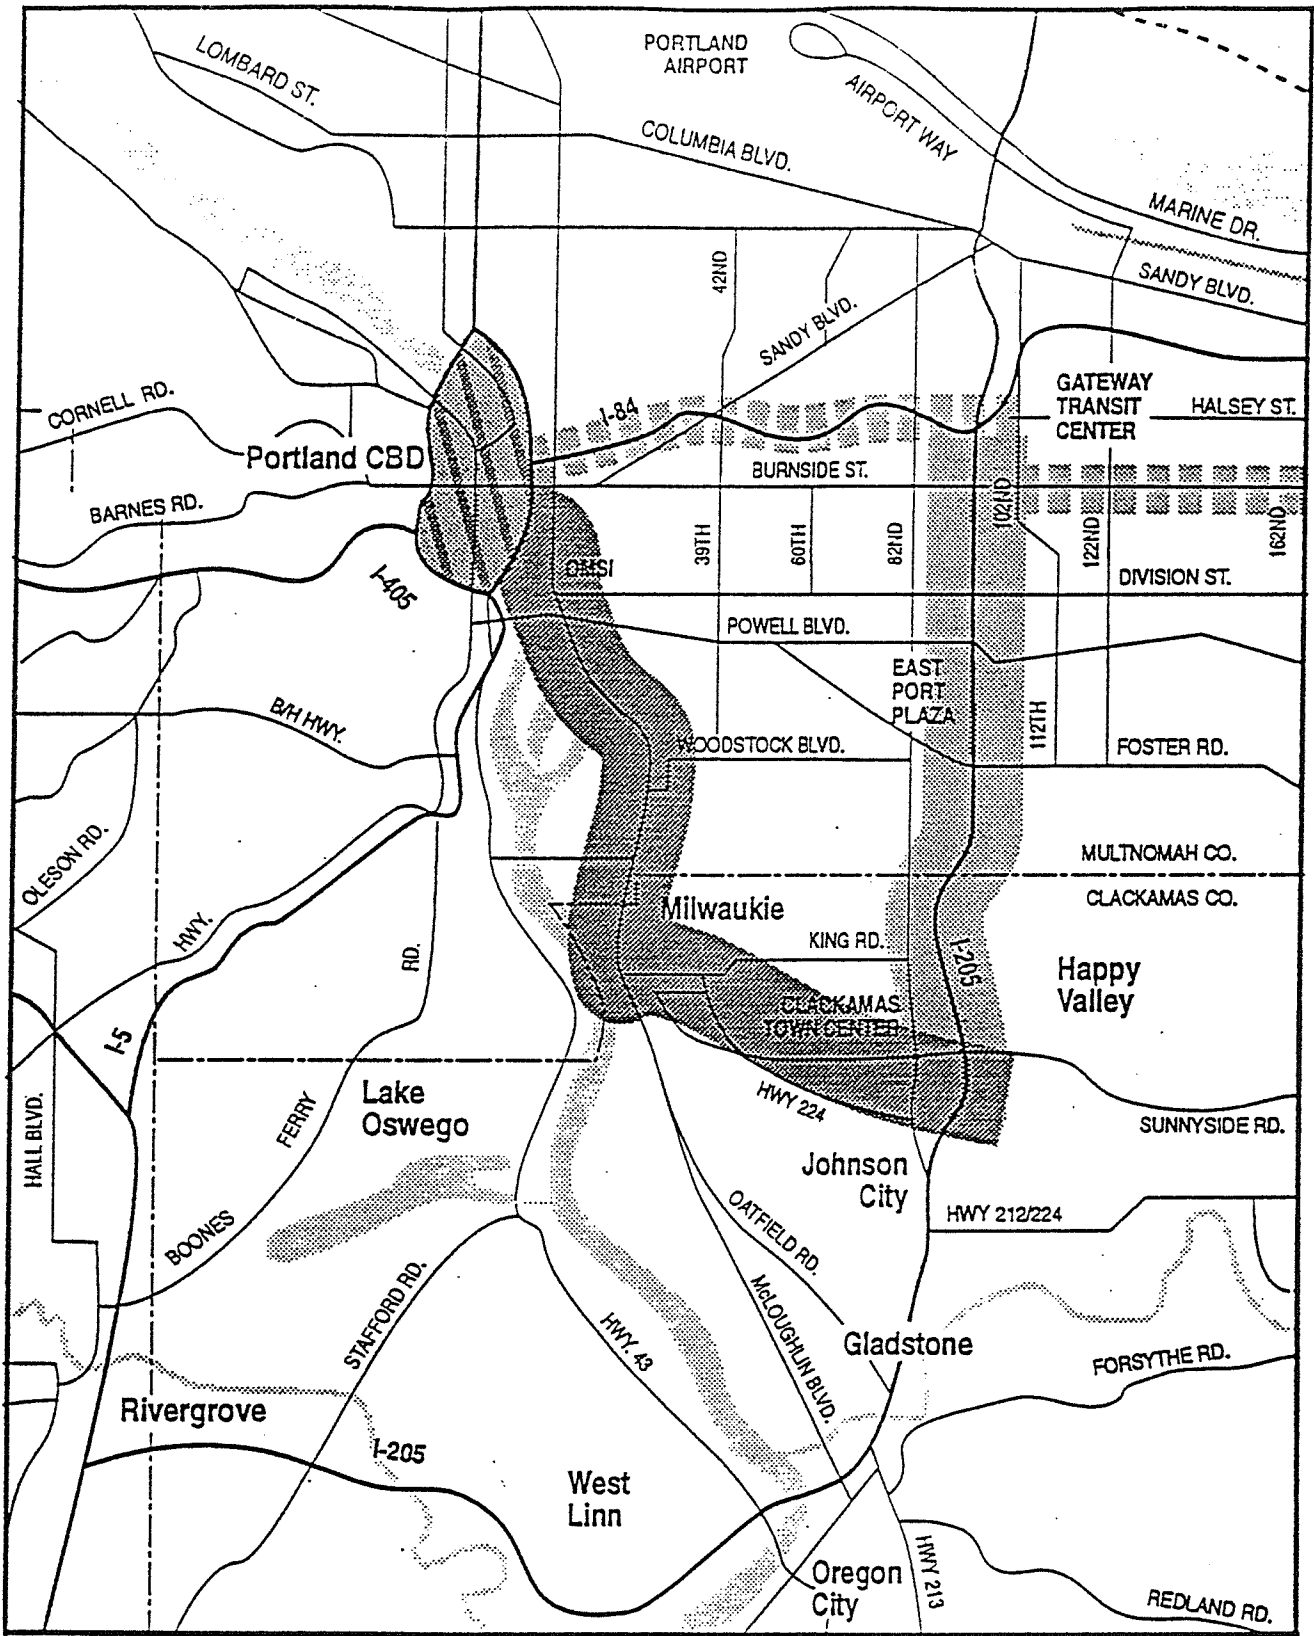 PORTLAND
AIRPORT
LOMBARD ST.
AIRPORT WAY
COLUMBIA BLVD.
MARINE DR.
42ND
SANDY BLVD.
SANDY BLVD.
CORNELL RD.
I-84
GATEWAY
TRANSIT
CENTER
HALSEY ST.
Portland CBD
BURNSIDE ST.
BARNES RD.
102ND
39TH
60TH
82ND
122ND
162ND
OMSI
I-405
DIVISION ST.
POWELL BLVD.
EAST
PORT
PLAZA
B/H HWY.
112TH
WOODSTOCK BLVD.
FOSTER RD.
OLESON RD.
MULTNOMAH CO.
CLACKAMAS CO.
HWY.
Milwaukie
KING RD.
RD.
I-205
Happy
Valley
CLACKAMAS
TOWN CENTER
I-5
Lake
Oswego
HWY 224
HALL BLVD.
FERRY
SUNNYSIDE RD.
Johnson
City
BOONES
OATFIELD RD.
HWY 212/224
STAFFORD RD.
McLOUGHLIN BLVD.
HWY. 43
Gladstone
FORSYTHE RD.
Rivergrove
I-205
West
Linn
Oregon
City
HWY 213
REDLAND RD.